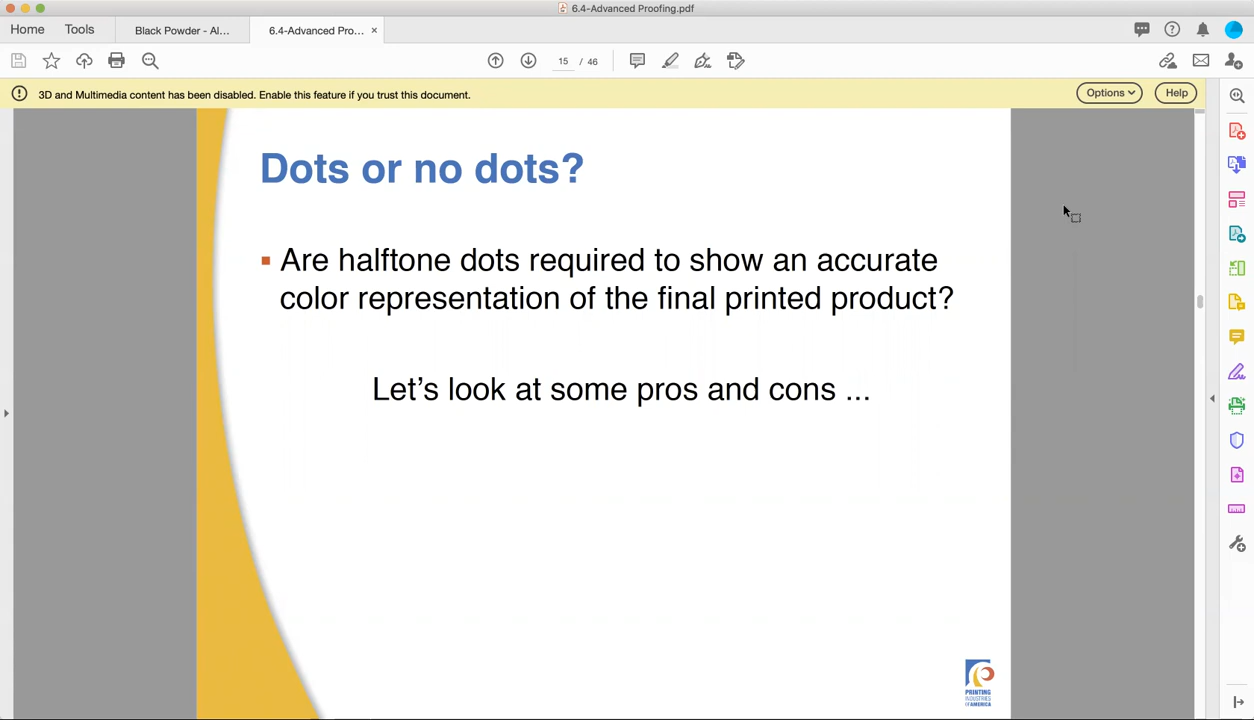 6.4-Advanced Proofing.pdf
Home Tools Black Powder - Al... 6.4-Advanced Pro... ×
15 / 46
3D and Multimedia content has been disabled. Enable this feature if you trust this document. Options Help
Dots or no dots?
Are halftone dots required to show an accurate
color representation of the final printed product?
Let’s look at some pros and cons ...
PRINTING
INDUSTRIES
OF AMERICA